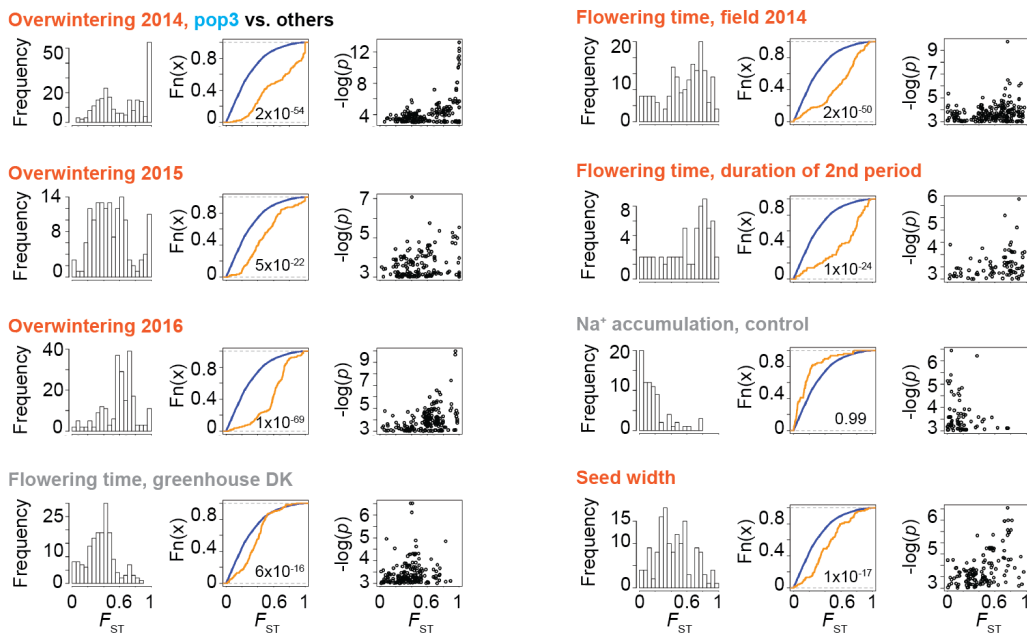 Overwintering 2014, pop3 vs. others
Frequency
50
20
0
Fn(x)
0.8
0.4
0
2x10-54
-log(p)
12
10
8
6
4
Overwintering 2015
Frequency
14
10
6
2
0
Fn(x)
0.8
0.4
0
5x10-22
-log(p)
7
5
3
Overwintering 2016
Frequency
40
20
0
Fn(x)
0.8
0.4
0
1x10-69
-log(p)
9
7
5
3
Flowering time, greenhouse DK
Frequency
25
15
5
0
Fn(x)
0.8
0.4
0
6x10-16
-log(p)
6
5
4
3
0 0.6 1
FST
0 0.6 1
FST
0 0.6 1
FST
Flowering time, field 2014
Frequency
20
10
0
Fn(x)
0.8
0.4
0
2x10-50
-log(p)
9
7
5
4
3
Flowering time, duration of 2nd period
Frequency
8
4
0
Fn(x)
0.8
0.4
0
1x10-24
-log(p)
6
5
4
3
Na+ accumulation, control
Frequency
20
10
0
Fn(x)
0.8
0.4
0
0.99
-log(p)
6
5
4
3
Seed width
Frequency
15
10
5
0
Fn(x)
0.8
0.4
0
1x10-17
-log(p)
6
5
4
3
0 0.6 1
FST
0 0.6 1
FST
0 0.6 1
FST